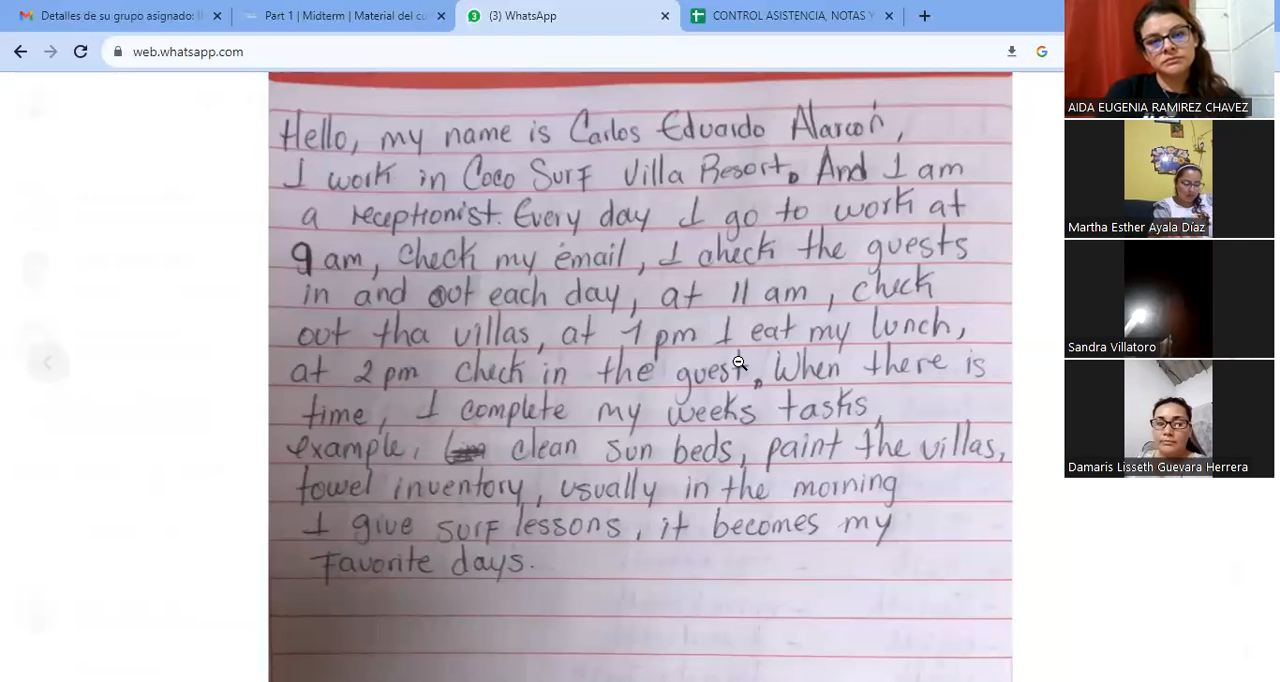 Detalles de su grupo asignado:
Part 1 | Midterm | Material del cu
(3) WhatsApp
CONTROL ASISTENCIA, NOTAS Y
web.whatsapp.com
Hello, my name is Carlos Eduardo Alarcón,
I work in Coco Surf Villa Resort. And I am
a receptionist. Every day I go to work at
9 am, check my email, I check the guests
in and out each day, at 11 am, check
out tha villas, at 1 pm I eat my lunch,
at 2 pm check in the guest. When there is
time, I complete my weeks tasks,
example, clean sun beds, paint the villas,
towel inventory, usually in the morning
I give surf lessons, it becomes my
Favorite days.
AIDA EUGENIA RAMIREZ CHAVEZ
Martha Esther Ayala Díaz
Sandra Villatoro
Damaris Lisseth Guevara Herrera